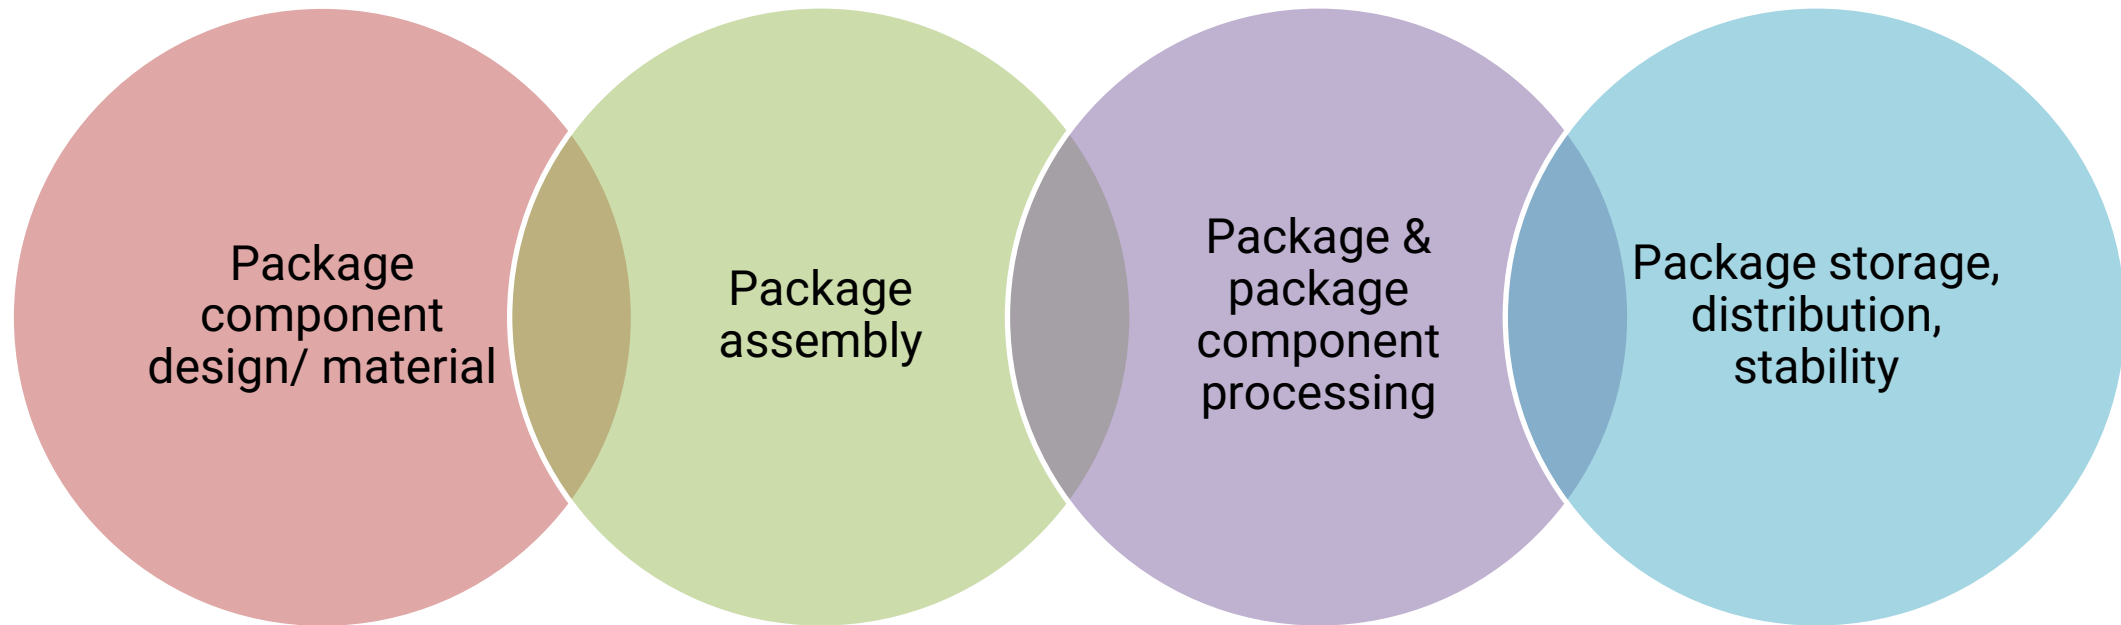 Package
component
design/ material
Package
assembly
Package &
package
component
processing
Package storage,
distribution,
stability